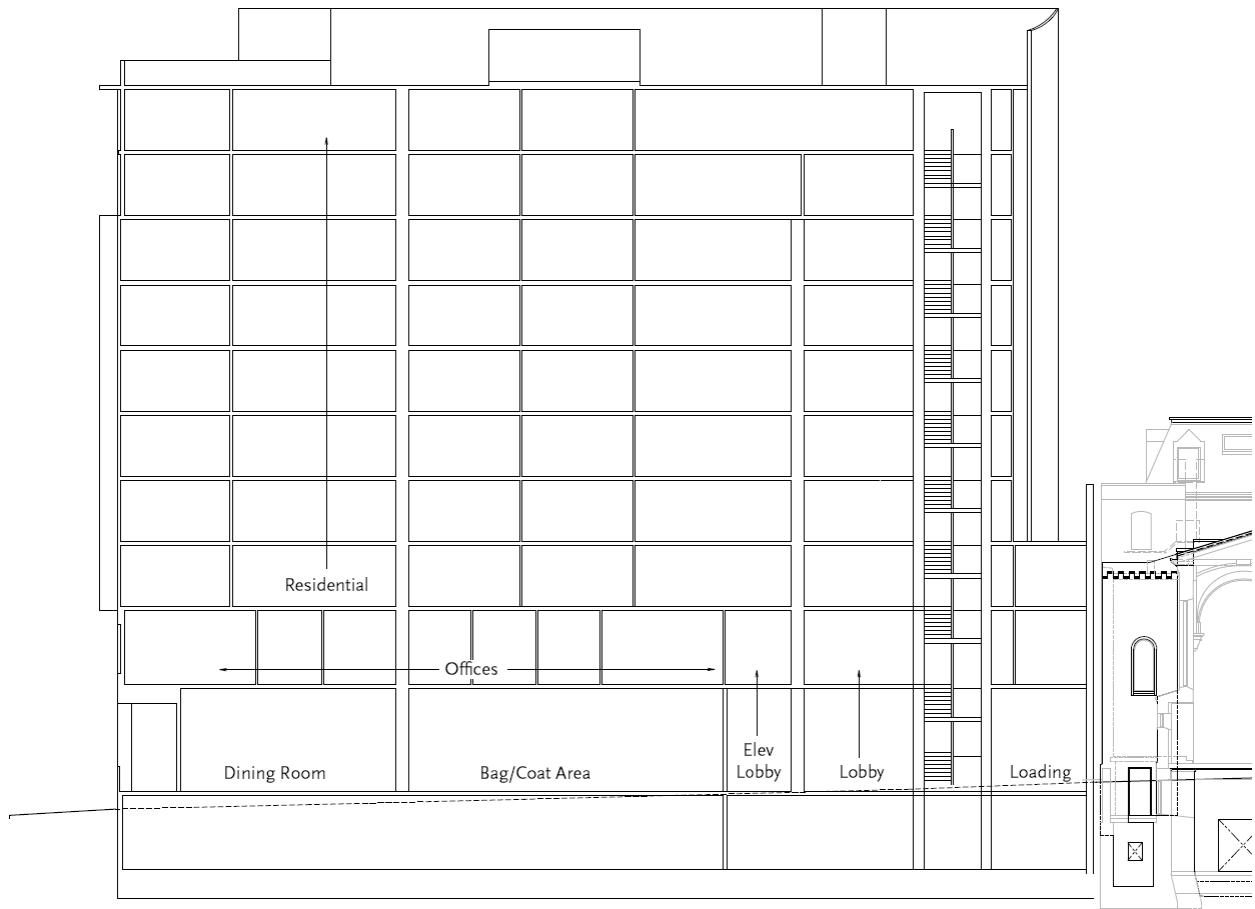 Residential
Offices
Dining Room
Bag/Coat Area
Elev
Lobby
Lobby
Loading